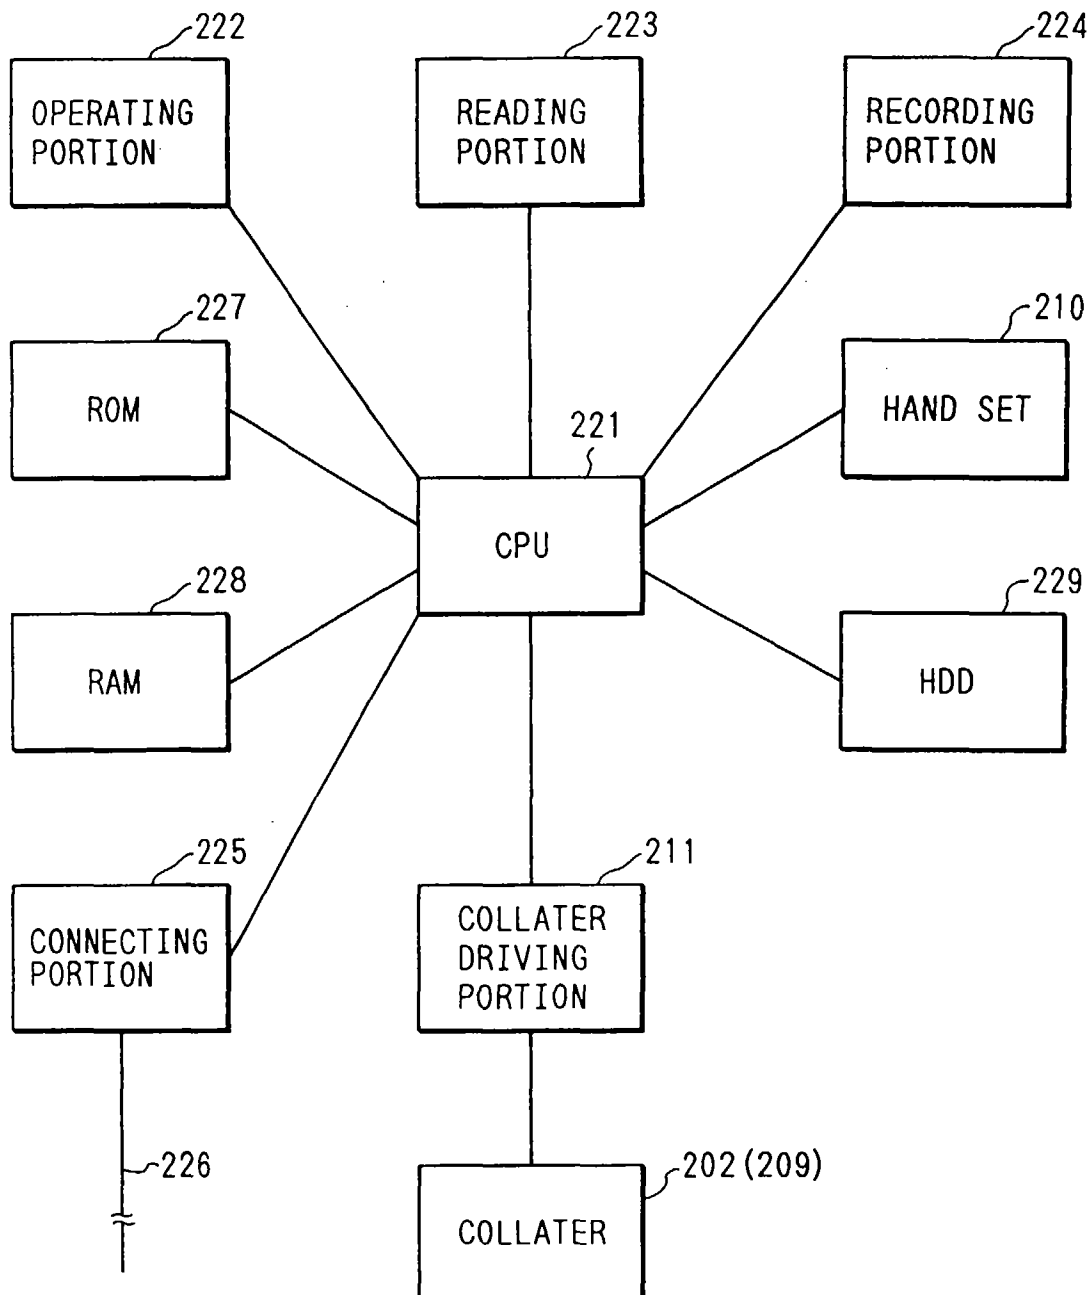 222
223
224
OPERATING
PORTION
READING
PORTION
RECORDING
PORTION
227
210
ROM
HAND SET
221
CPU
228
229
RAM
HDD
225
211
CONNECTING
PORTION
COLLATER
DRIVING
PORTION
226
202(209)
COLLATER